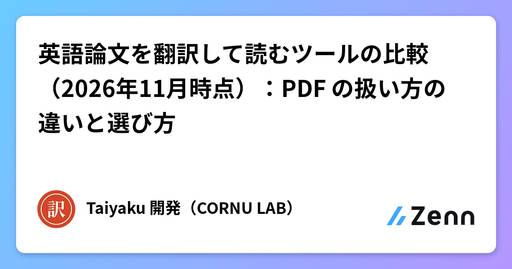 英語論文を翻訳して読むツールの比較
（2026年11月時点）：PDF の扱い方の
違いと選び方
訳
Taiyaku 開発（CORNU LAB）
Zenn